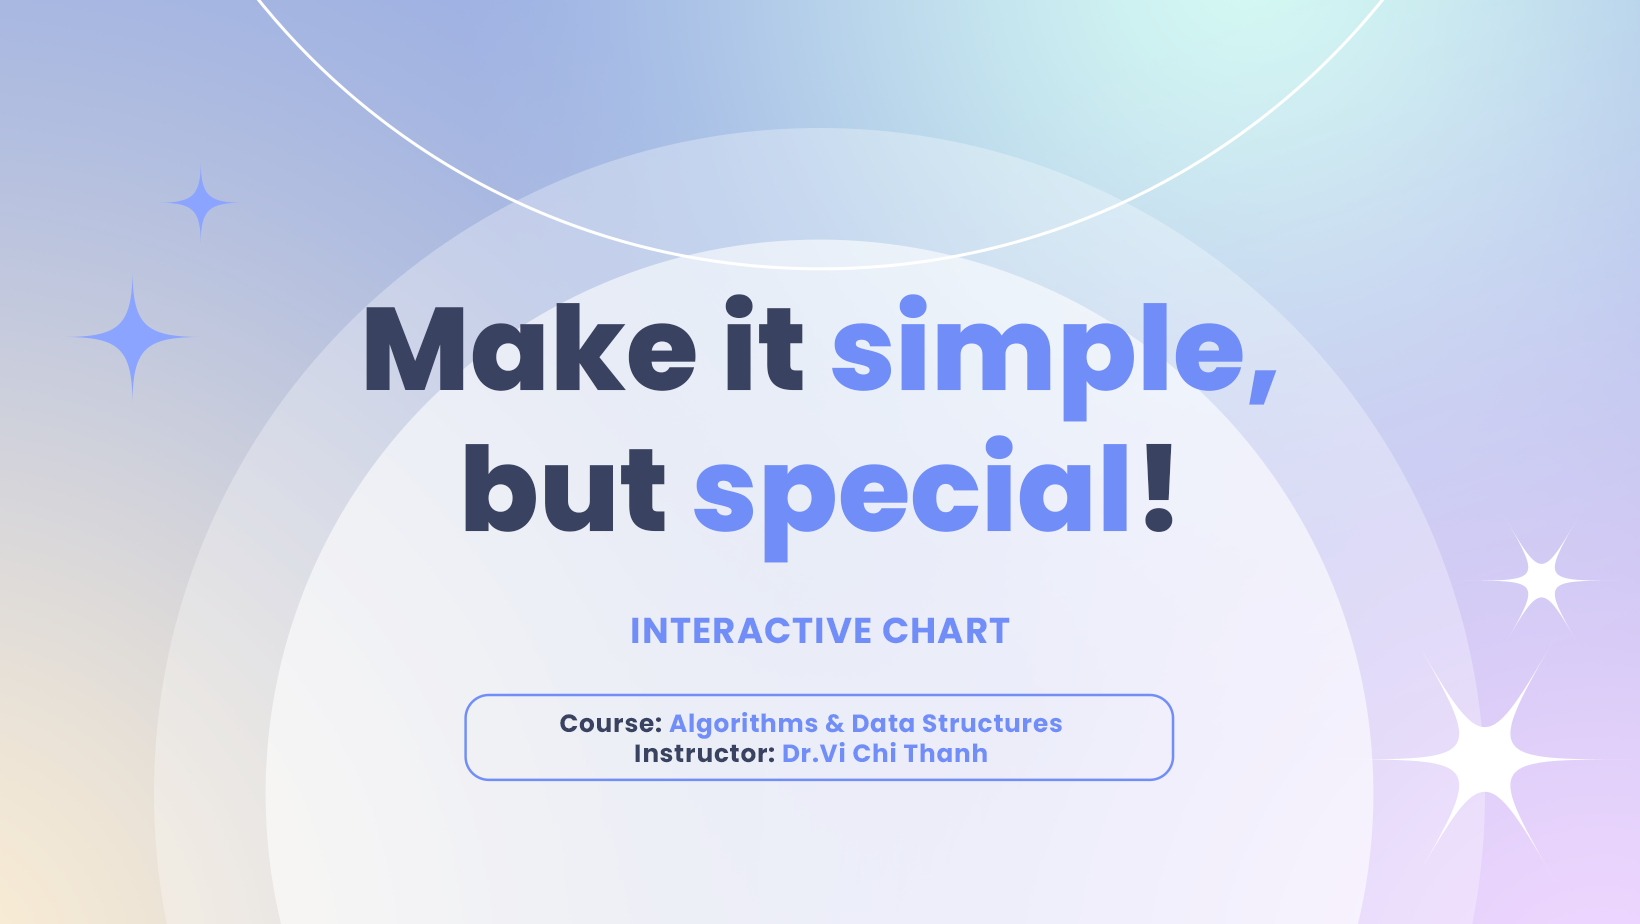 Make it simple,
but special!
INTERACTIVE CHART
Course: Algorithms & Data Structures
Instructor: Dr.Vi Chi Thanh